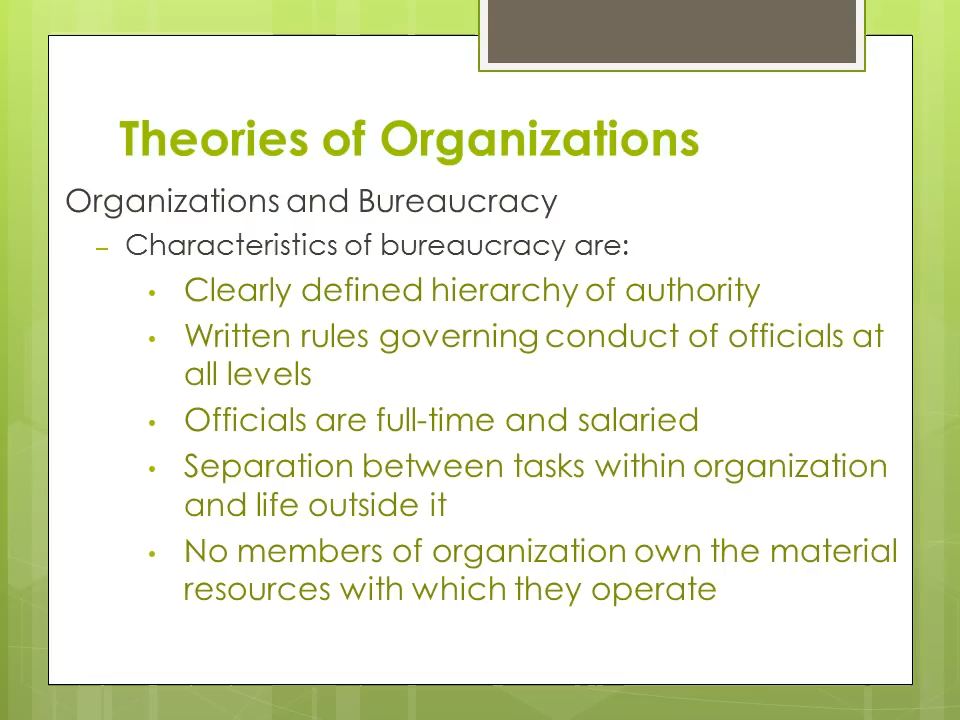 Theories of Organizations
Organizations and Bureaucracy
– Characteristics of bureaucracy are:
• Clearly defined hierarchy of authority
• Written rules governing conduct of officials at
all levels
• Officials are full-time and salaried
• Separation between tasks within organization
and life outside it
• No members of organization own the material
resources with which they operate